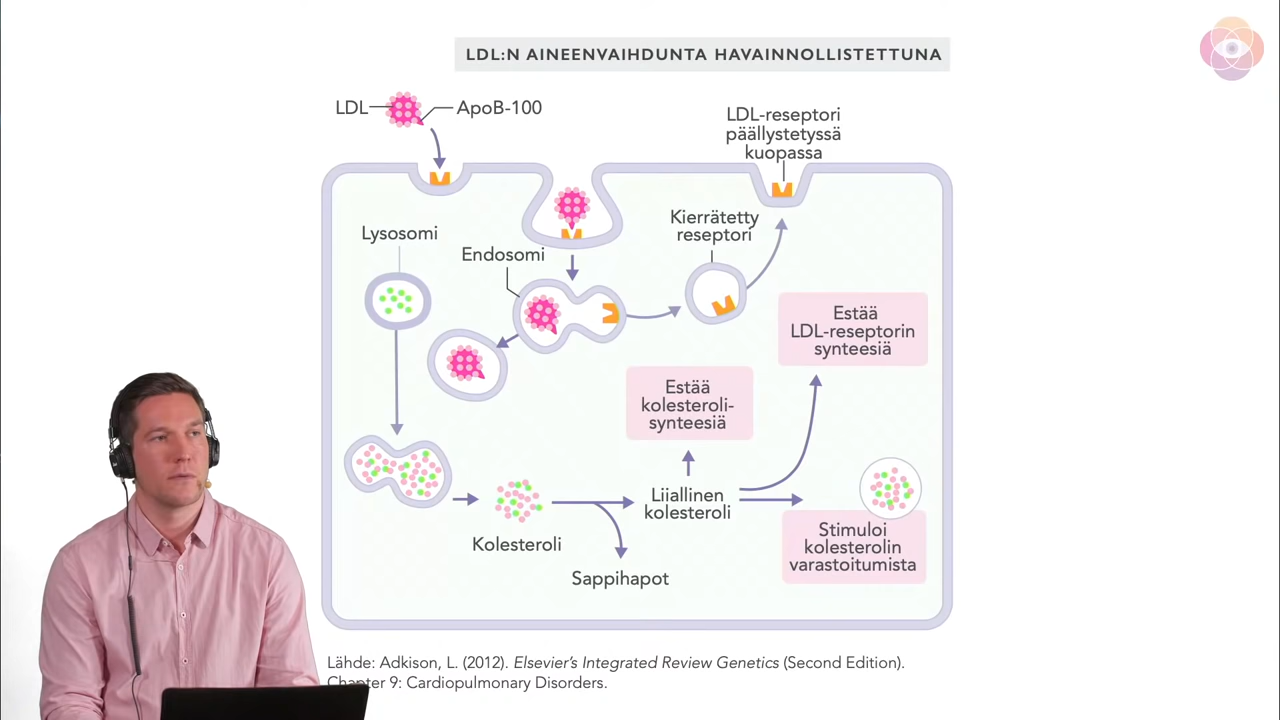 LDL:N AINEENVAIHDUNTA HAVAINNOLLISTETTUNA
LDL
ApoB-100
LDL-reseptori
päällystetyssä
kuopassa
Lysosomi
Endosomi
Kierrätetty
reseptori
Estää
LDL-reseptorin
synteesiä
Estää
kolesteroli-
synteesiä
Kolesteroli
Liiallinen
kolesteroli
Sappihapot
Stimuloi
kolesterolin
varastoitumista
Lähde: Adkison, L. (2012). Elsevier’s Integrated Review Genetics (Second Edition).
Chapter 9: Cardiopulmonary Disorders.